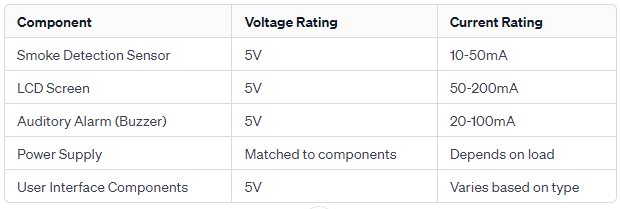 Component Voltage Rating Current Rating
Smoke Detection Sensor 5V 10-50mA
LCD Screen 5V 50-200mA
Auditory Alarm (Buzzer) 5V 20-100mA
Power Supply Matched to components Depends on load
User Interface Components 5V Varies based on type